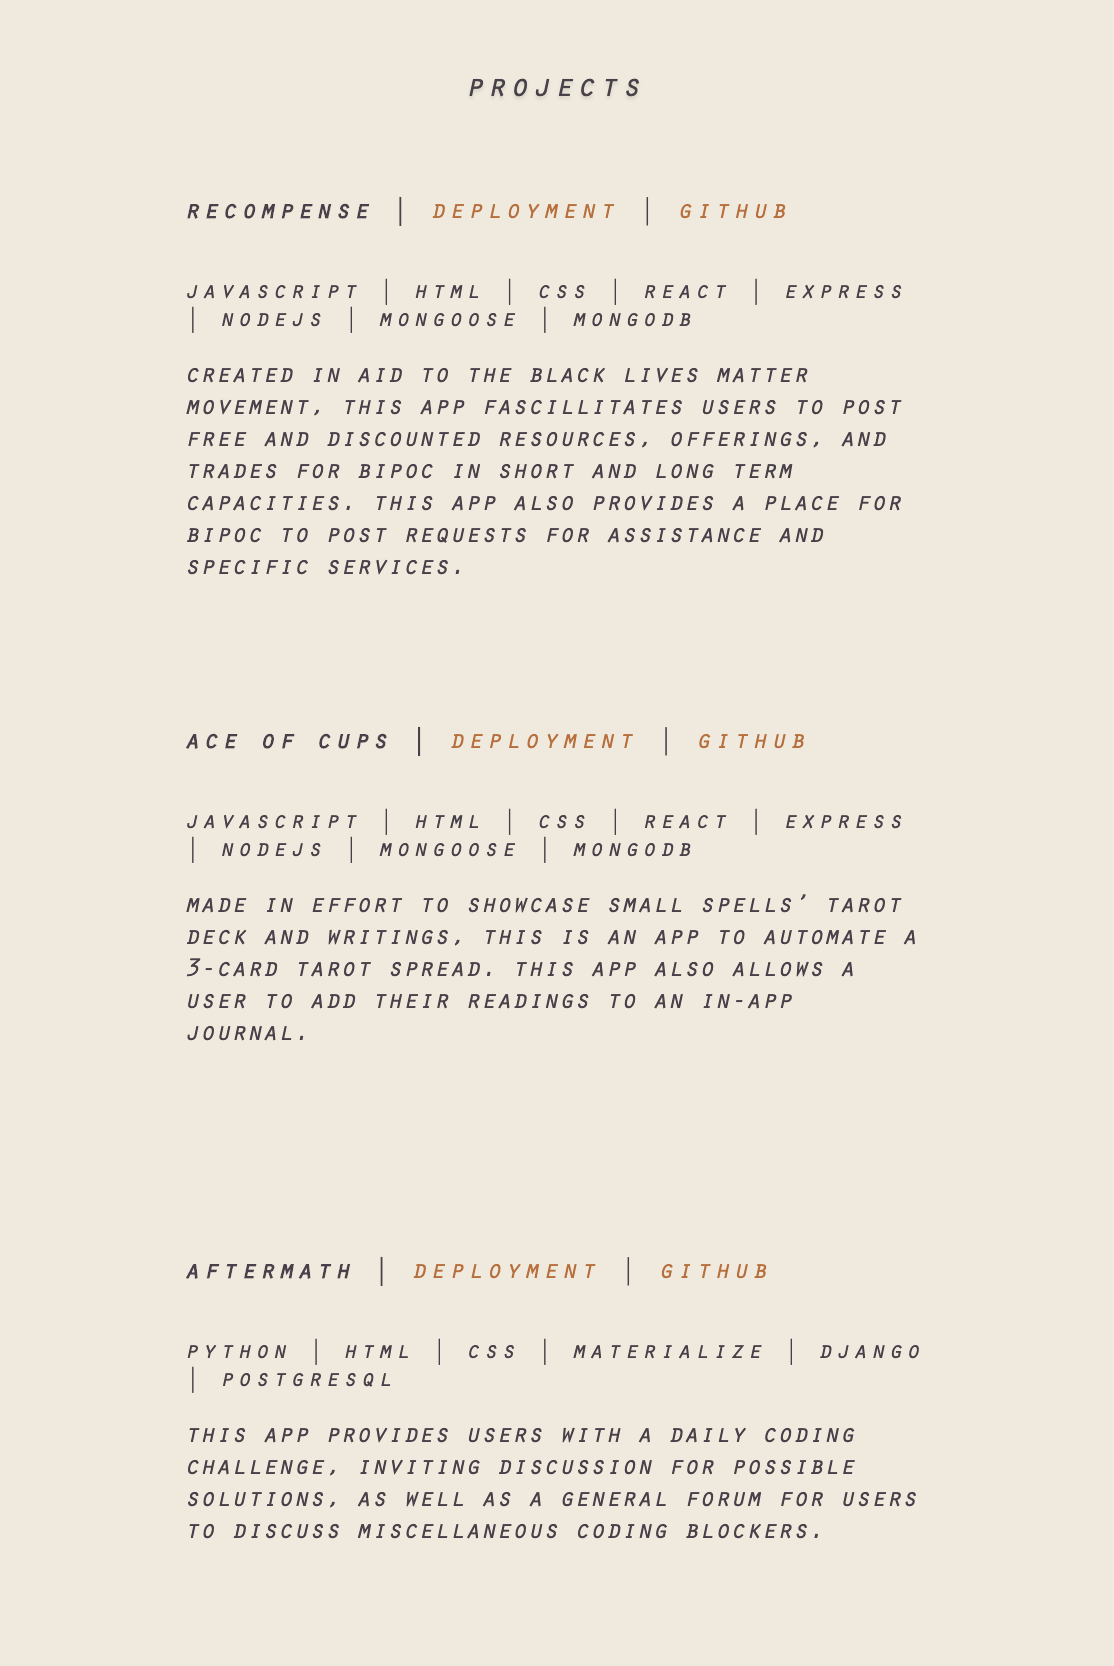 PROJECTS
RECOMPENSE | DEPLOYMENT | GITHUB
JAVASCRIPT | HTML | CSS | REACT | EXPRESS
| NODEJS | MONGOOSE | MONGODB
CREATED IN AID TO THE BLACK LIVES MATTER
MOVEMENT, THIS APP FASCILLITATES USERS TO POST
FREE AND DISCOUNTED RESOURCES, OFFERINGS, AND
TRADES FOR BIPOC IN SHORT AND LONG TERM
CAPACITIES. THIS APP ALSO PROVIDES A PLACE FOR
BIPOC TO POST REQUESTS FOR ASSISTANCE AND
SPECIFIC SERVICES.
ACE OF CUPS | DEPLOYMENT | GITHUB
JAVASCRIPT | HTML | CSS | REACT | EXPRESS
| NODEJS | MONGOOSE | MONGODB
MADE IN EFFORT TO SHOWCASE SMALL SPELLS’ TAROT
DECK AND WRITINGS, THIS IS AN APP TO AUTOMATE A
3-CARD TAROT SPREAD. THIS APP ALSO ALLOWS A
USER TO ADD THEIR READINGS TO AN IN-APP
JOURNAL.
AFTERMATH | DEPLOYMENT | GITHUB
PYTHON | HTML | CSS | MATERIALIZE | DJANGO
| POSTGRESQL
THIS APP PROVIDES USERS WITH A DAILY CODING
CHALLENGE, INVITING DISCUSSION FOR POSSIBLE
SOLUTIONS, AS WELL AS A GENERAL FORUM FOR USERS
TO DISCUSS MISCELLANEOUS CODING BLOCKERS.